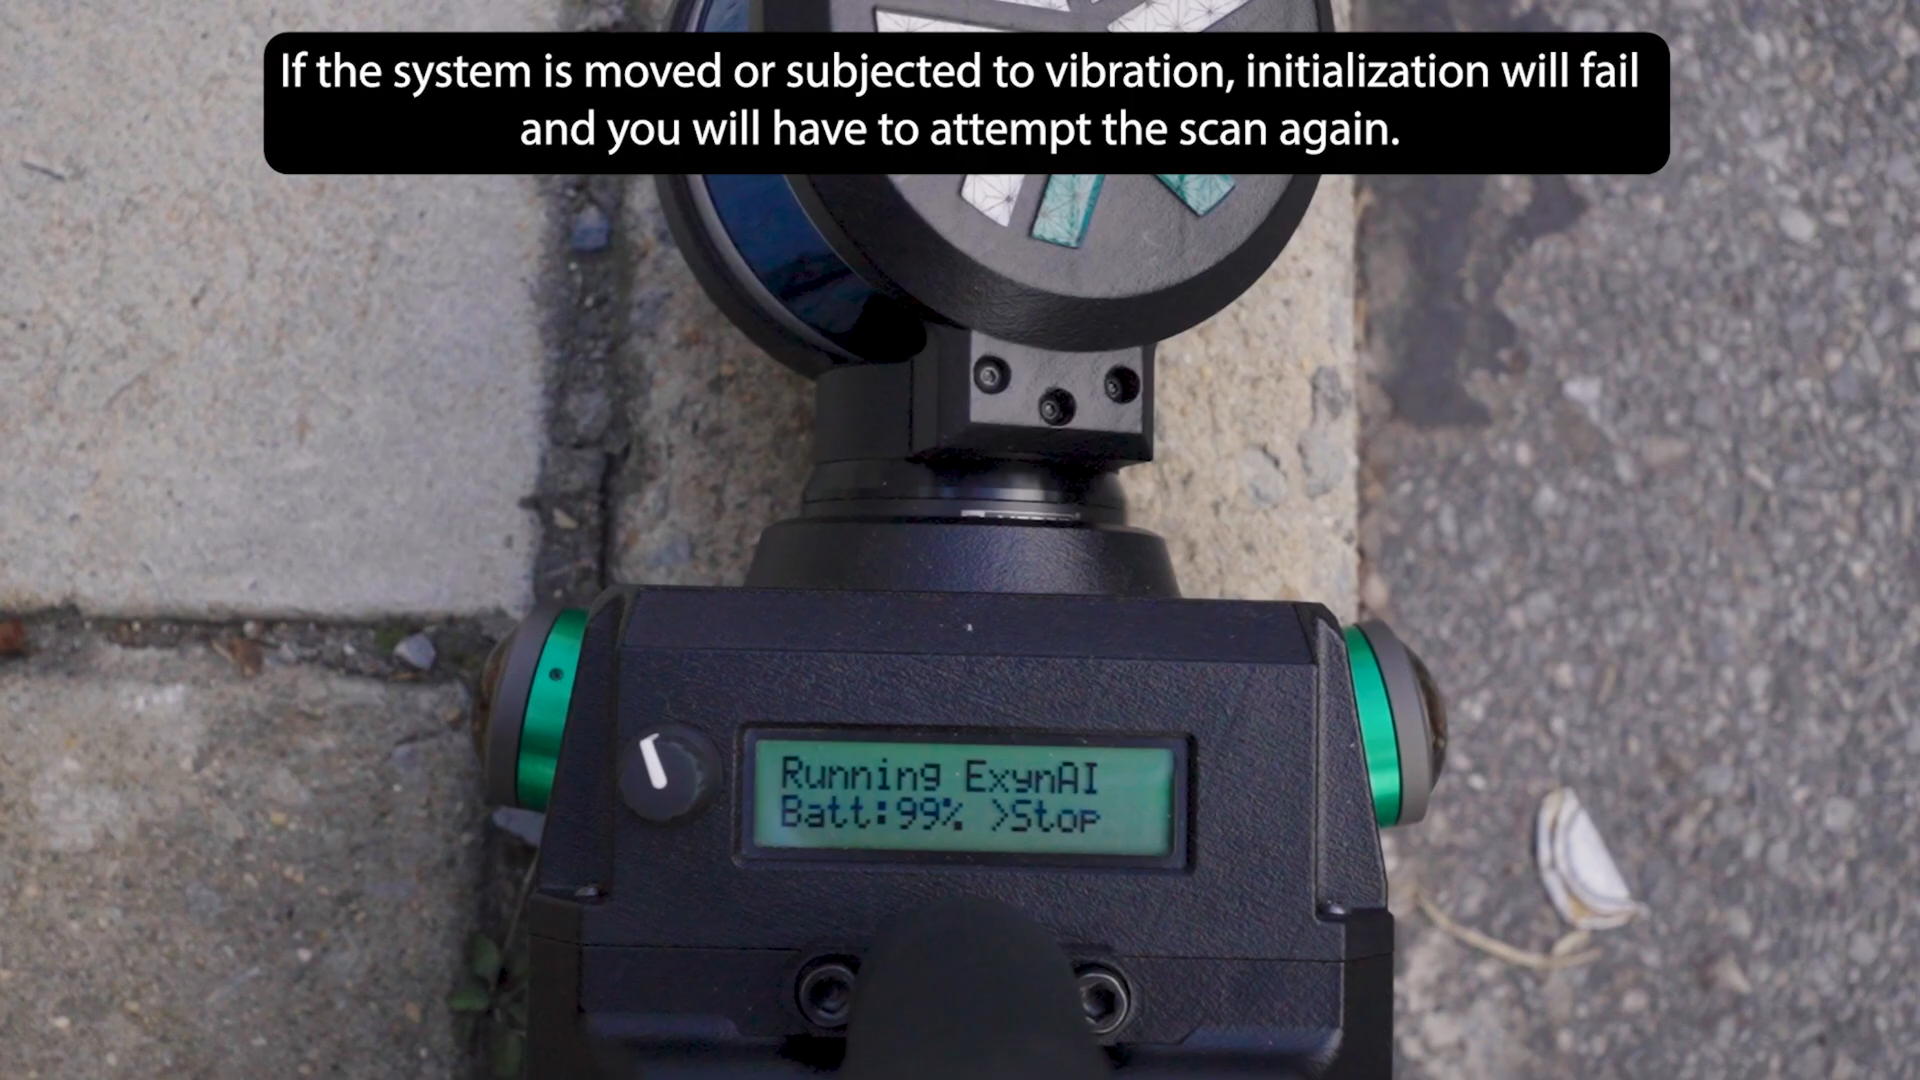 If the system is moved or subjected to vibration, initialization will fail
and you will have to attempt the scan again.
Running ExynAI
Batt:99% >Stop